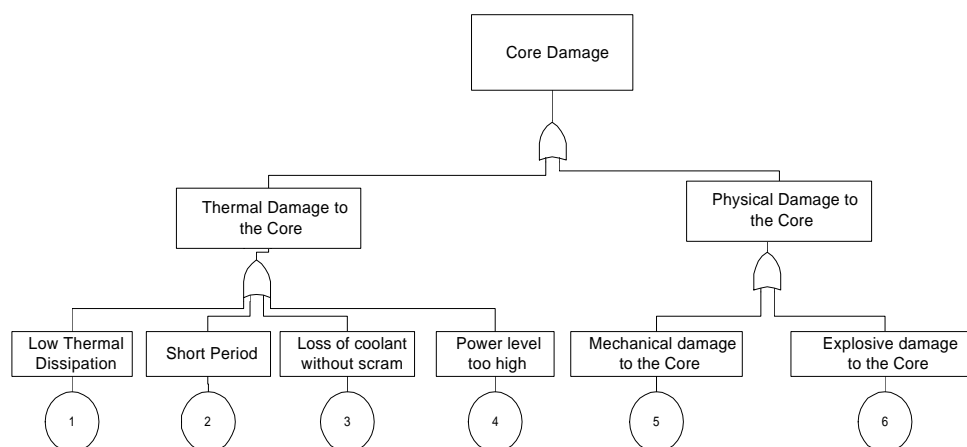 Core Damage
Thermal Damage to
the Core
Physical Damage to
the Core
Low Thermal
Dissipation
Short Period
Loss of coolant
without scram
Power level
too high
Mechanical damage
to the Core
Explosive damage
to the Core
1
2
3
4
5
6